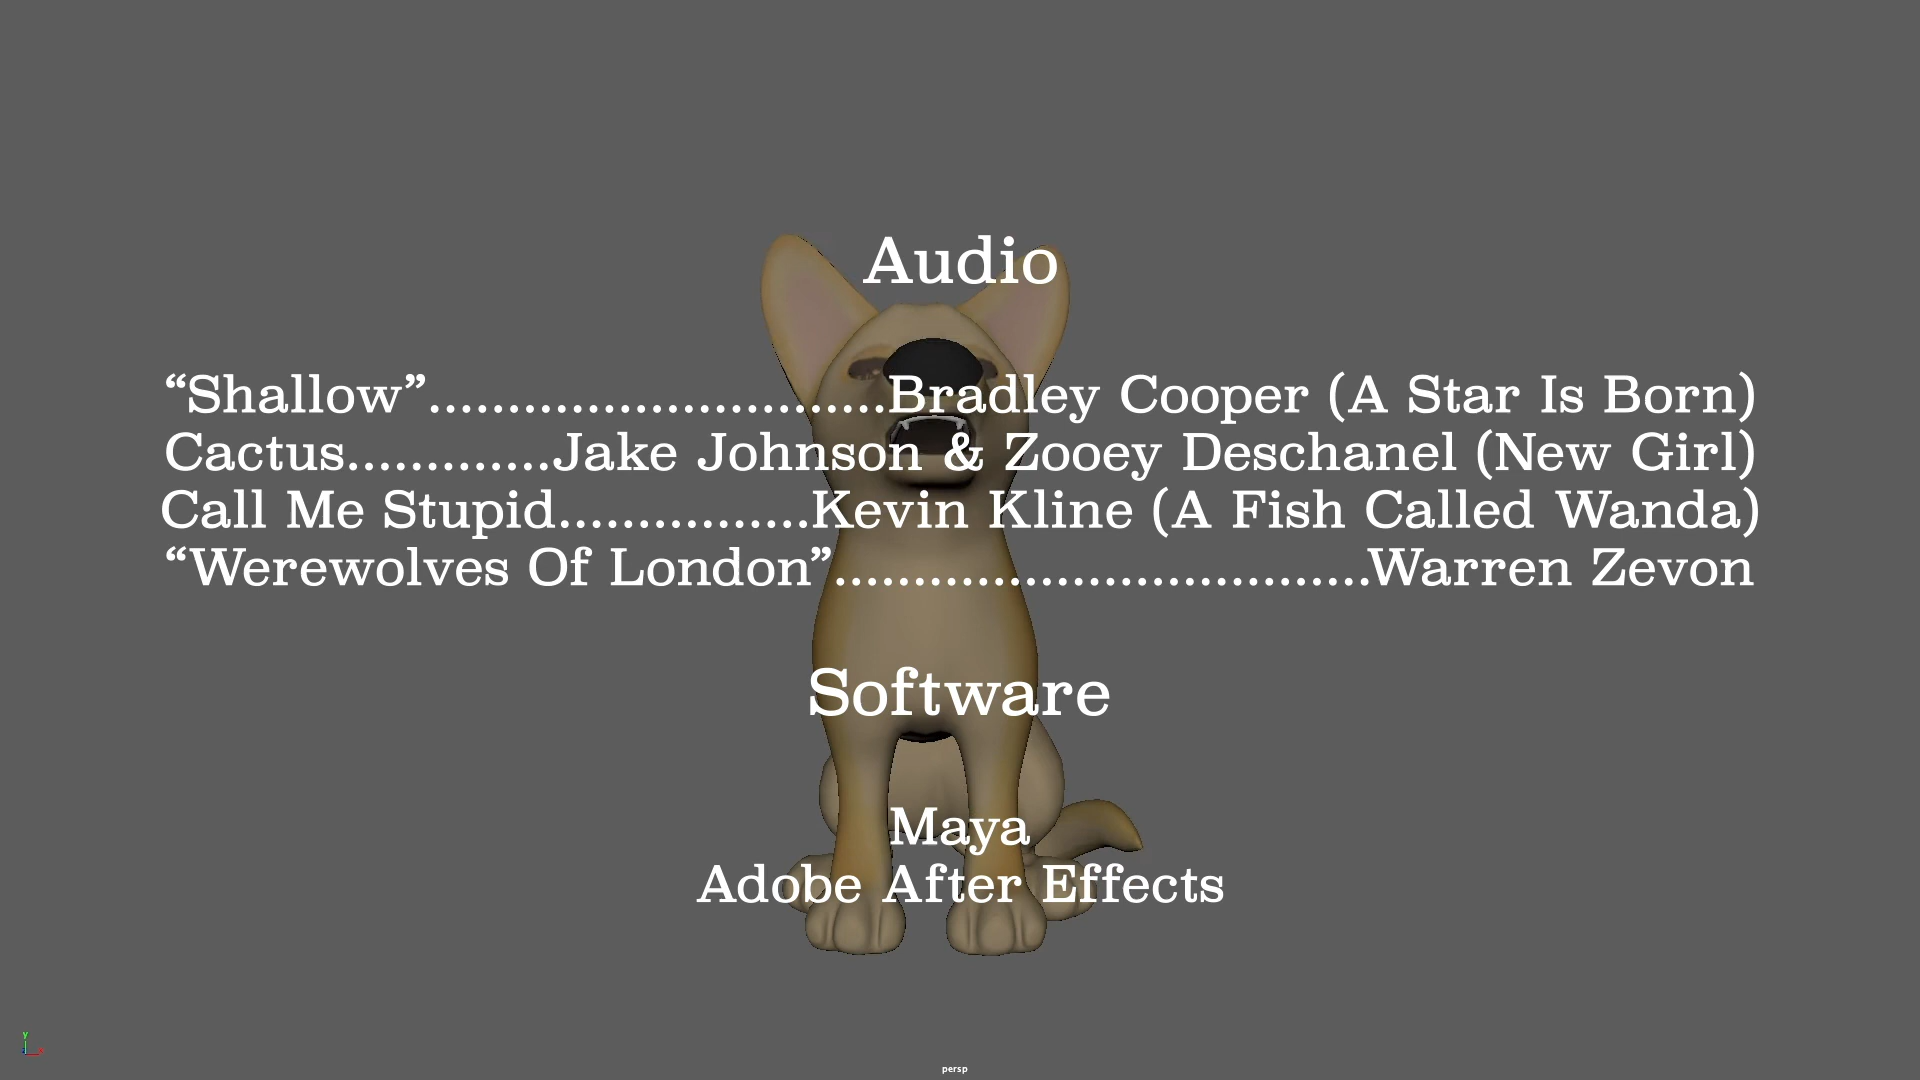 Audio
“Shallow”.............................Bradley Cooper (A Star Is Born)
Cactus.............Jake Johnson & Zooey Deschanel (New Girl)
Call Me Stupid................Kevin Kline (A Fish Called Wanda)
“Werewolves Of London”..................................Warren Zevon
Software
Maya
Adobe After Effects
y
x
persp